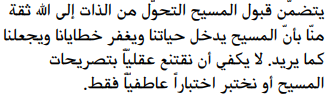 يتضمّن قبول المسيح التحوّل من الذات إلى الله ثقة
منّا بأنّ المسيح يدخل حياتنا ويغفر خطايانا ويجعلنا
كما يريد. لا يكفي أن نقتنع عقليّاً بتصريحات
المسيح أو نختبر اختباراً عاطفيّاً فقط.